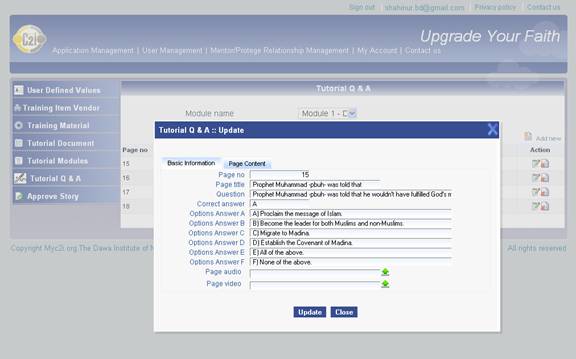 Sign out | shahinur.bd@gmail.com | Privacy policy | Contact us
C2i
Upgrade Your Faith
Application Management | User Management | Mentor/Protege Relationship Management | My Account | Contact us
User Defined Values
Training Item Vendor
Training Material
Tutorial Document
Tutorial Modules
Tutorial Q & A
Approve Story
Tutorial Q & A
Module name Module 1 - D
Add new
Page no Action
15
16
17
18
Tutorial Q & A :: Update X
Basic Information Page Content
Page no 15
Page title Prophet Muhammad -pbuh- was told that
Question Prophet Muhammad -pbuh- was told that he wouldn't have fulfilled God's m
Correct answer A
Options Answer A A) Proclaim the message of Islam.
Options Answer B B) Become the leader for both Muslims and non-Muslims.
Options Answer C C) Migrate to Madina.
Options Answer D D) Establish the Covenant of Madina.
Options Answer E E) All of the above.
Options Answer F F) None of the above.
Page audio
Page video
Update Close
Copyright Myc2i.org.The Dawa Institute of All rights reserved